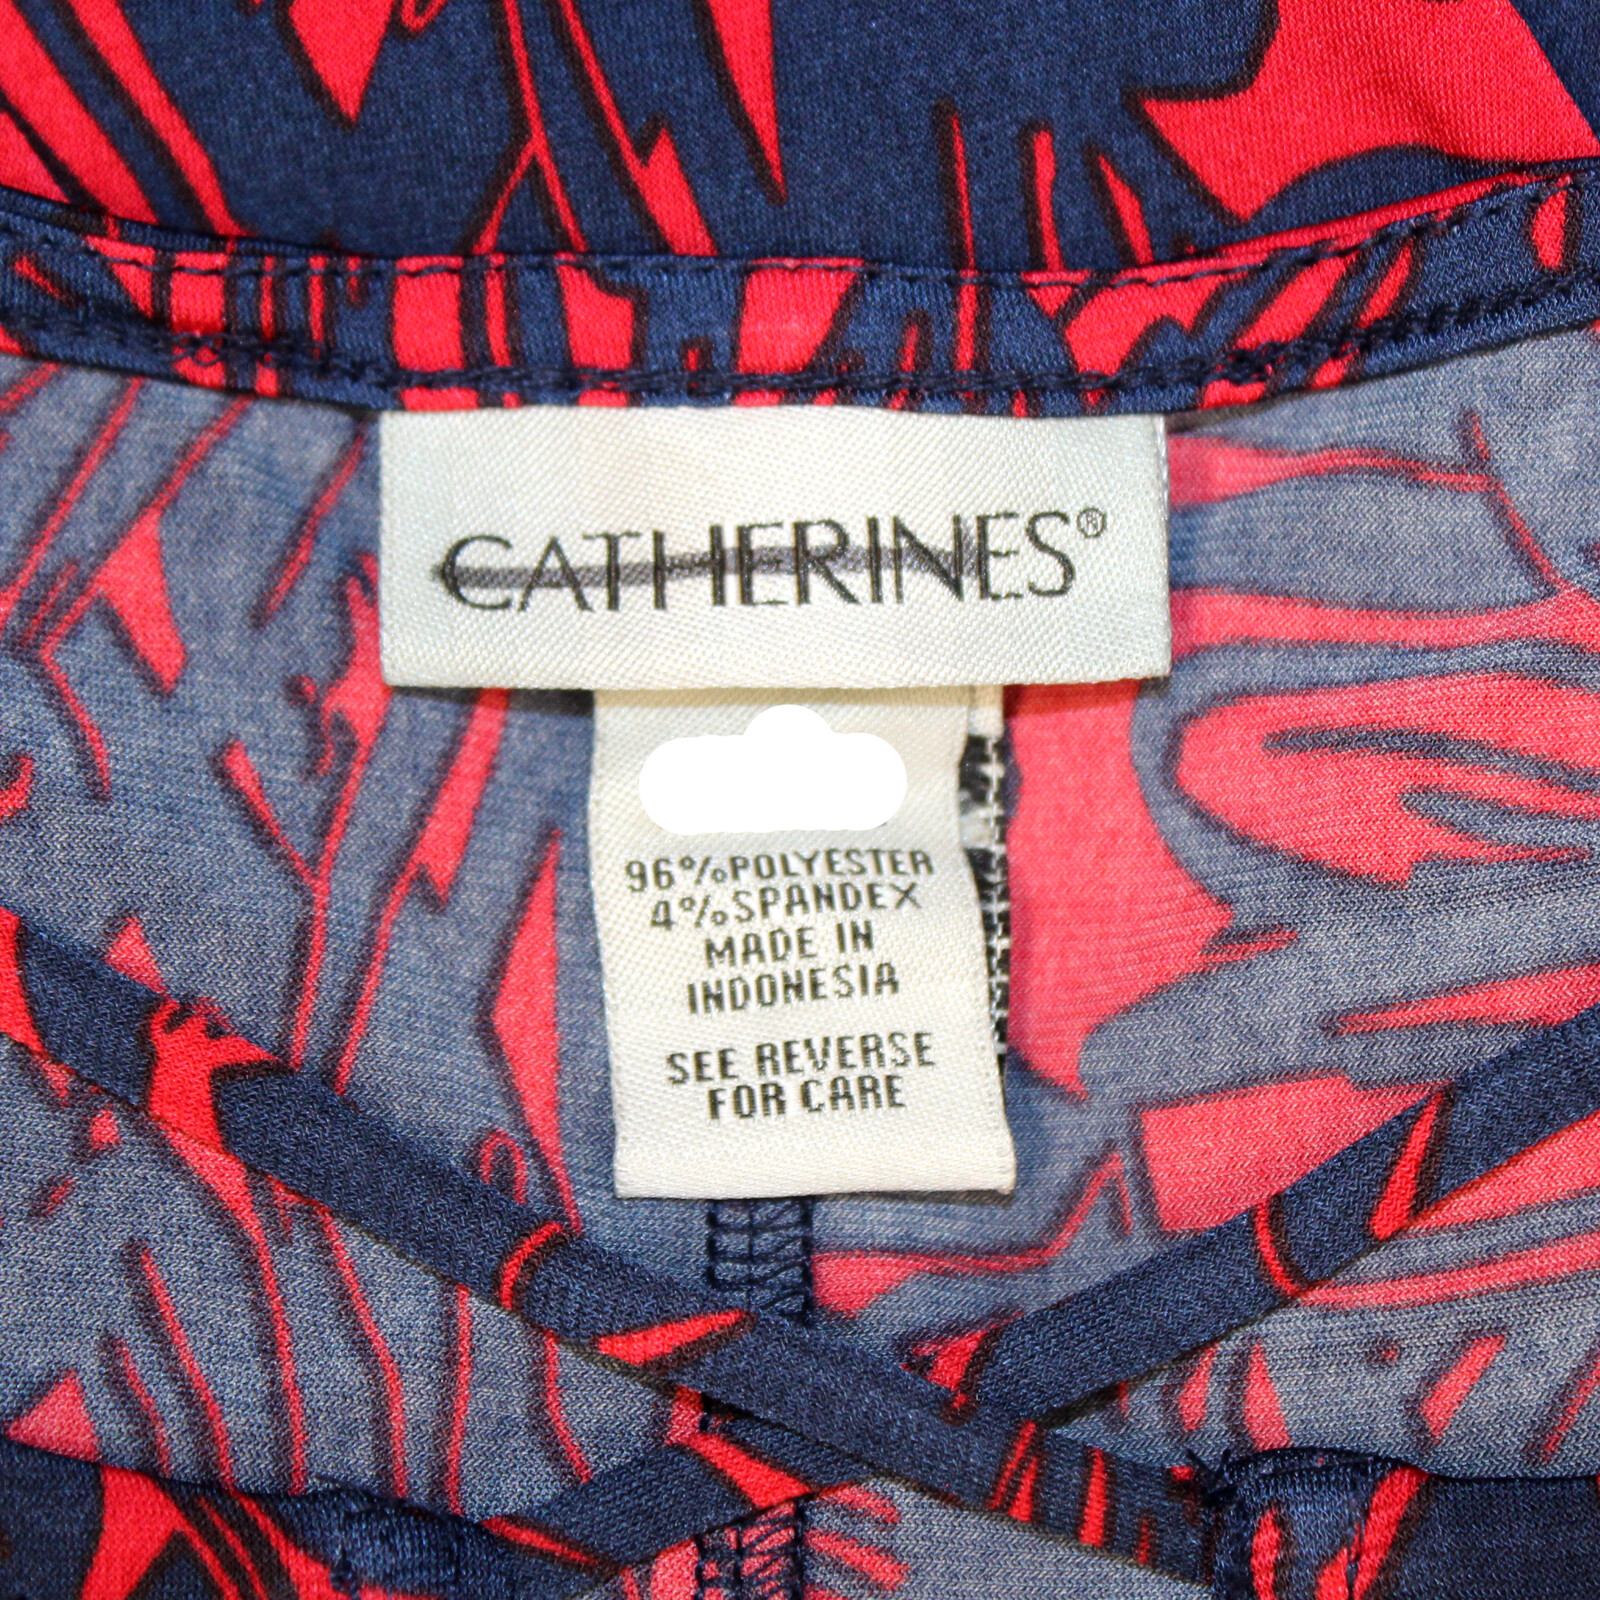 CATHERINES®
96%POLYESTER
4%SPANDEX
MADE IN
INDONESIA
SEE REVERSE
FOR CARE